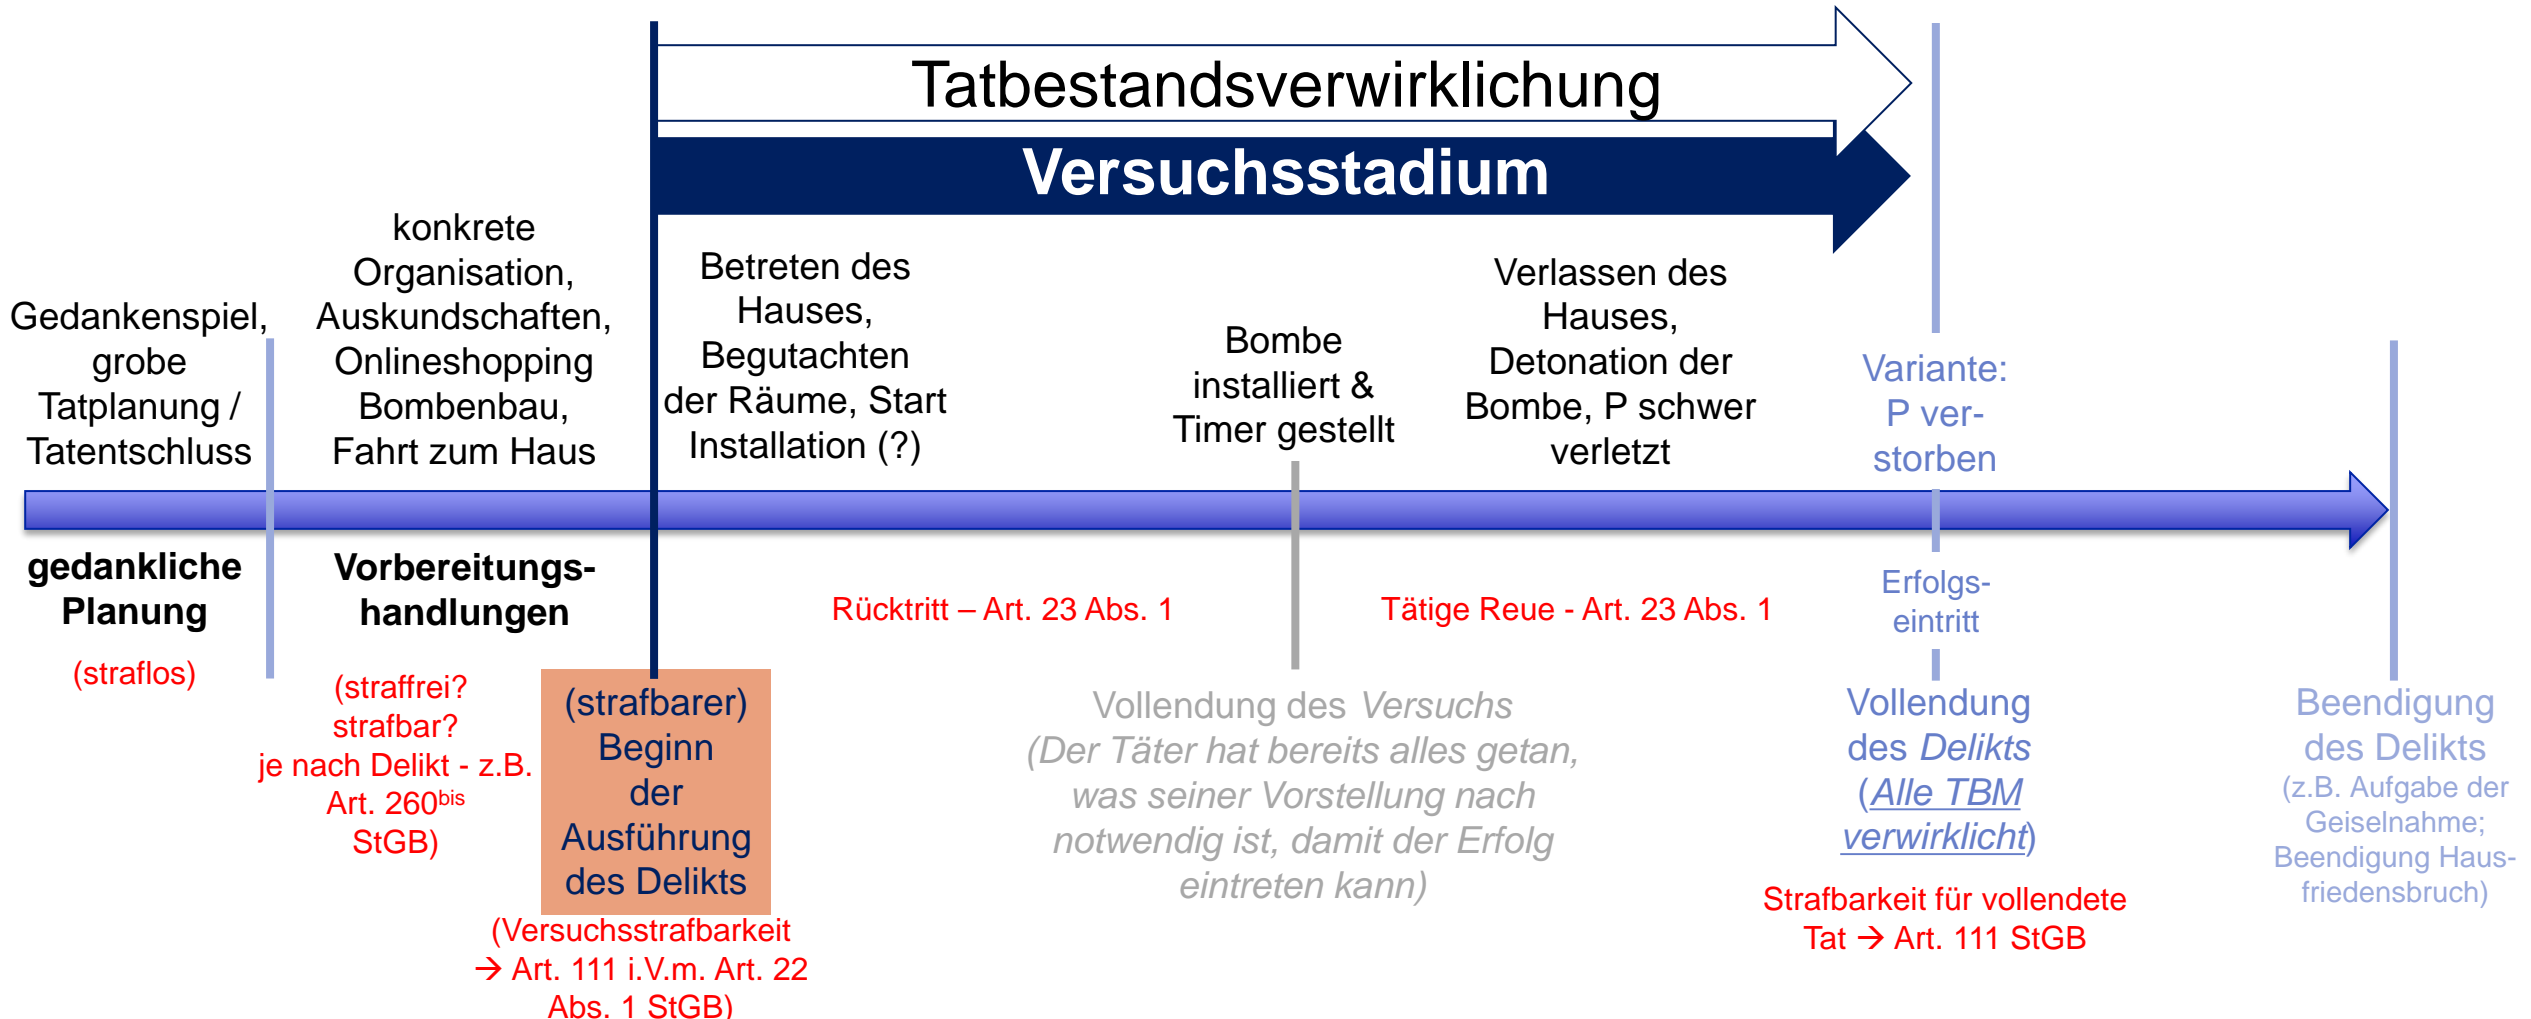 Tatbestandsverwirklichung
Versuchsstadium
Gedankenspiel,
grobe
Tatplanung /
Tatentschluss
konkrete
Organisation,
Auskundschaften,
Onlineshopping
Bombenbau,
Fahrt zum Haus
Betreten des
Hauses,
Begutachten
der Räume, Start
Installation (?)
Bombe
installiert &
Timer gestellt
Verlassen des
Hauses,
Detonation der
Bombe, P schwer
verletzt
Variante:
P ver-
storben
gedankliche
Planung
(straflos)
Vorbereitungs-
handlungen
(straffrei?
strafbar?
je nach Delikt - z.B.
Art. 260bis
StGB)
(strafbarer)
Beginn
der
Ausführung
des Delikts
(Versuchsstrafbarkeit
→ Art. 111 i.V.m. Art. 22
Abs. 1 StGB)
Rücktritt – Art. 23 Abs. 1
Vollendung des Versuchs
(Der Täter hat bereits alles getan,
was seiner Vorstellung nach
notwendig ist, damit der Erfolg
eintreten kann)
Tätige Reue - Art. 23 Abs. 1
Erfolgs-
eintritt
Vollendung
des Delikts
(Alle TBM
verwirklicht)
Strafbarkeit für vollendete
Tat → Art. 111 StGB
Beendigung
des Delikts
(z.B. Aufgabe der
Geiselnahme;
Beendigung Haus-
friedensbruch)